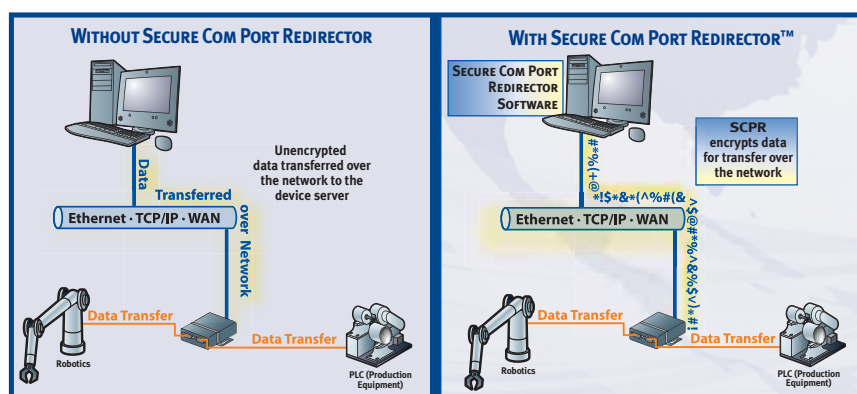 WITHOUT SECURE COM PORT REDIRECTOR
Unencrypted
data transferred over
the network to the
device server
Data
Transferred
over Network
Ethernet · TCP/IP · WAN
Data Transfer
Data Transfer
Robotics
PLC (Production
Equipment)
WITH SECURE COM PORT REDIRECTOR™
SECURE COM PORT
REDIRECTOR
SOFTWARE
SCPR
encrypts data
for transfer over
the network
@+(%*#
*!$*&*(^%#(&
^$@#*%^&%$√)*#!
Ethernet · TCP/IP · WAN
Data Transfer
Data Transfer
Robotics
PLC (Production
Equipment)